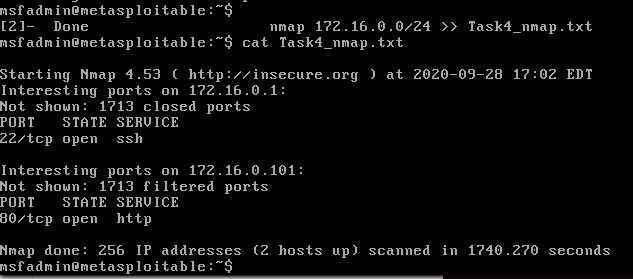 msfadmin@metasploitable:~$
[2]-  Done                    nmap 172.16.0.0/24 >> Task4_nmap.txt
msfadmin@metasploitable:~$ cat Task4_nmap.txt
Starting Nmap 4.53 ( http://insecure.org ) at 2020-09-28 17:02 EDT
Interesting ports on 172.16.0.1:
Not shown: 1713 closed ports
PORT   STATE SERVICE
22/tcp open  ssh
Interesting ports on 172.16.0.101:
Not shown: 1713 filtered ports
PORT   STATE SERVICE
80/tcp open  http
Nmap done: 256 IP addresses (2 hosts up) scanned in 1740.270 seconds
msfadmin@metasploitable:~$